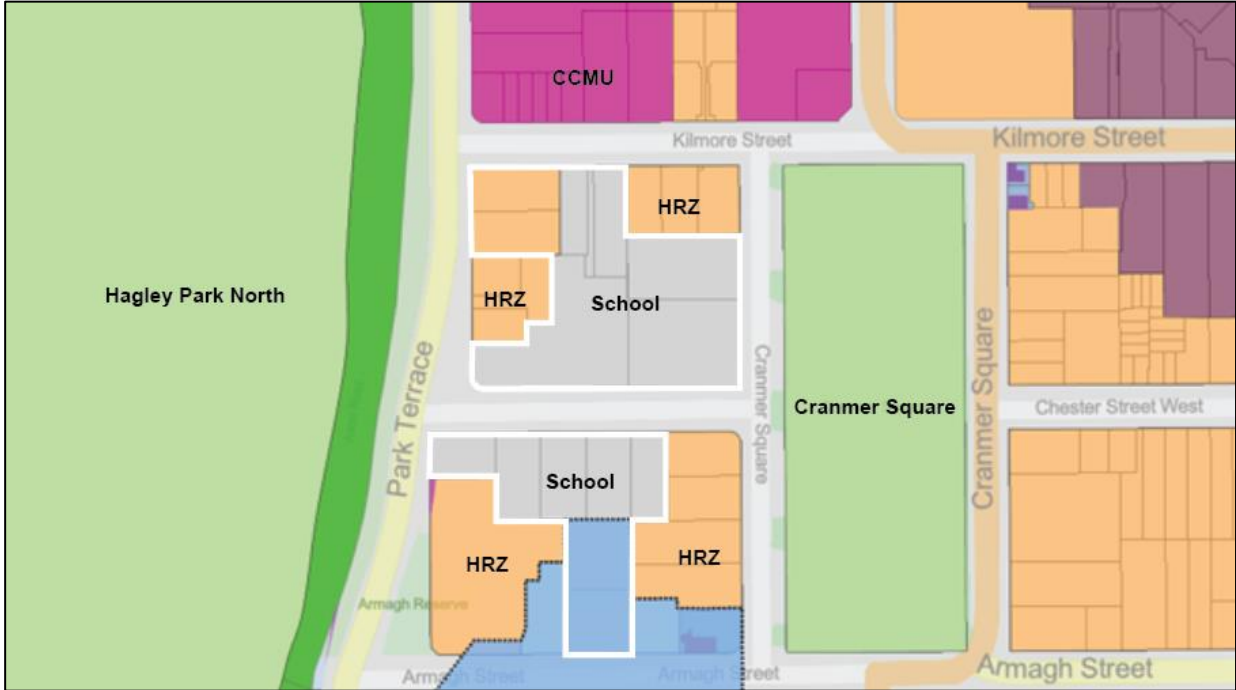 CCMU
Kilmore Street
Kilmore Street
HRZ
Hagley Park North
HRZ
School
Park Terrace
Cranmer Square
Cranmer Square
Cranmer Square
Chester Street West
School
HRZ
HRZ
Armagh Reserve
Armagh Street
Armagh Street
Armagh Street